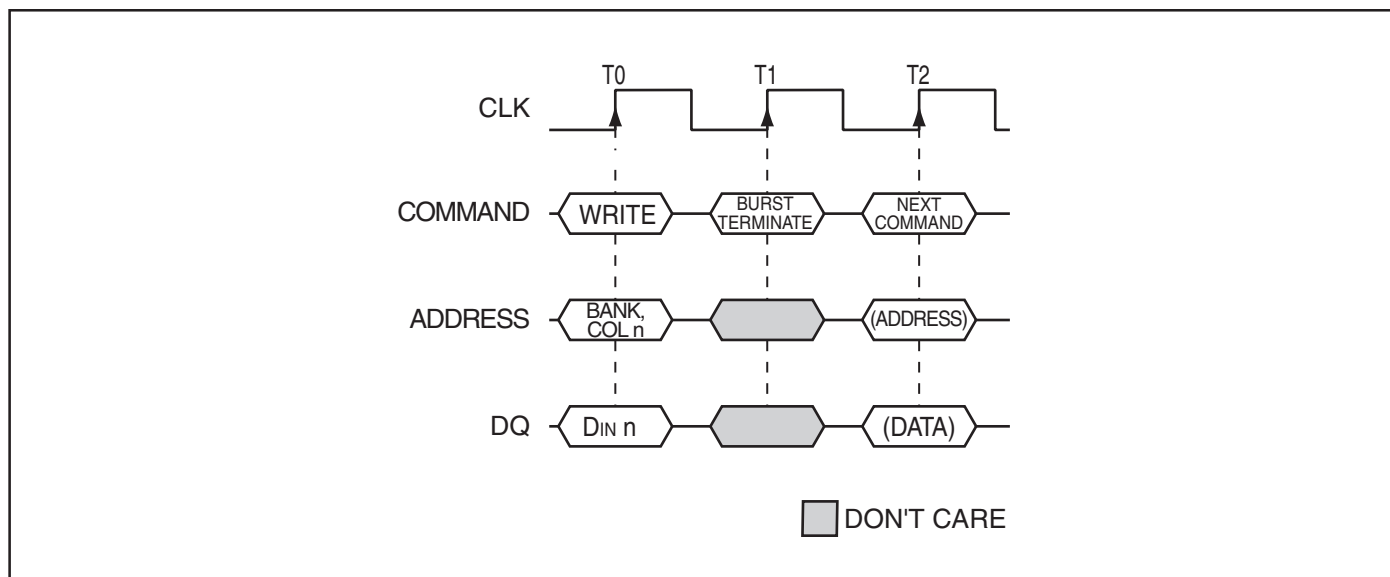 T0 T1 T2
CLK
COMMAND WRITE BURST TERMINATE NEXT COMMAND
ADDRESS BANK, COL n (ADDRESS)
DQ DIN n (DATA)
DON'T CARE